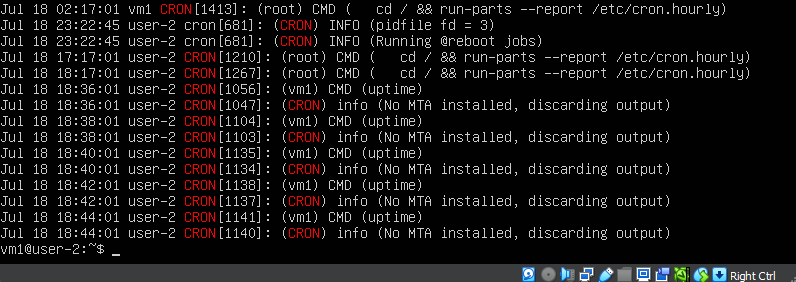 Jul 18 02:17:01 vm1 CRON[1413]: (root) CMD (   cd / && run-parts --report /etc/cron.hourly)
Jul 18 23:22:45 user-2 cron[681]: (CRON) INFO (pidfile fd = 3)
Jul 18 23:22:45 user-2 cron[681]: (CRON) INFO (Running @reboot jobs)
Jul 18 17:17:01 user-2 CRON[1210]: (root) CMD (   cd / && run-parts --report /etc/cron.hourly)
Jul 18 18:17:01 user-2 CRON[1267]: (root) CMD (   cd / && run-parts --report /etc/cron.hourly)
Jul 18 18:36:01 user-2 CRON[1056]: (vm1) CMD (uptime)
Jul 18 18:36:01 user-2 CRON[1047]: (CRON) info (No MTA installed, discarding output)
Jul 18 18:38:01 user-2 CRON[1104]: (vm1) CMD (uptime)
Jul 18 18:38:01 user-2 CRON[1103]: (CRON) info (No MTA installed, discarding output)
Jul 18 18:40:01 user-2 CRON[1135]: (vm1) CMD (uptime)
Jul 18 18:40:01 user-2 CRON[1134]: (CRON) info (No MTA installed, discarding output)
Jul 18 18:42:01 user-2 CRON[1138]: (vm1) CMD (uptime)
Jul 18 18:42:01 user-2 CRON[1137]: (CRON) info (No MTA installed, discarding output)
Jul 18 18:44:01 user-2 CRON[1141]: (vm1) CMD (uptime)
Jul 18 18:44:01 user-2 CRON[1140]: (CRON) info (No MTA installed, discarding output)
vm1@user-2:~$ _
Right Ctrl